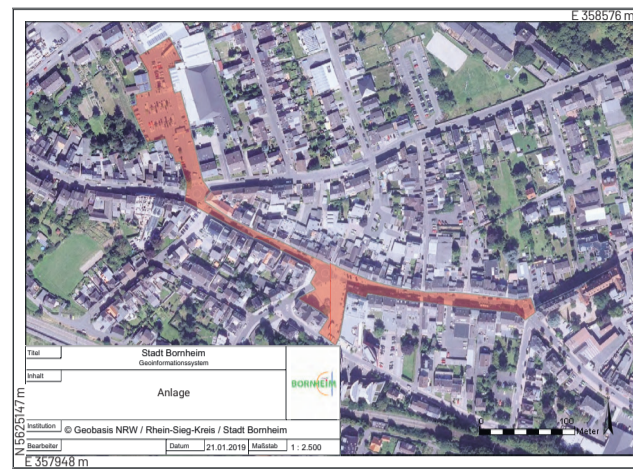 E 358576 m
Titel
Stadt Bornheim
Geoinformationssystem
Inhalt
Anlage
BORNHEIM
Institution
© Geobasis NRW / Rhein-Sieg-Kreis / Stadt Bornheim
Bearbeiter
Datum
21.01.2019
Maßstab
1 : 2.500
0
100
Meter
N 5625147 m
E 357948 m